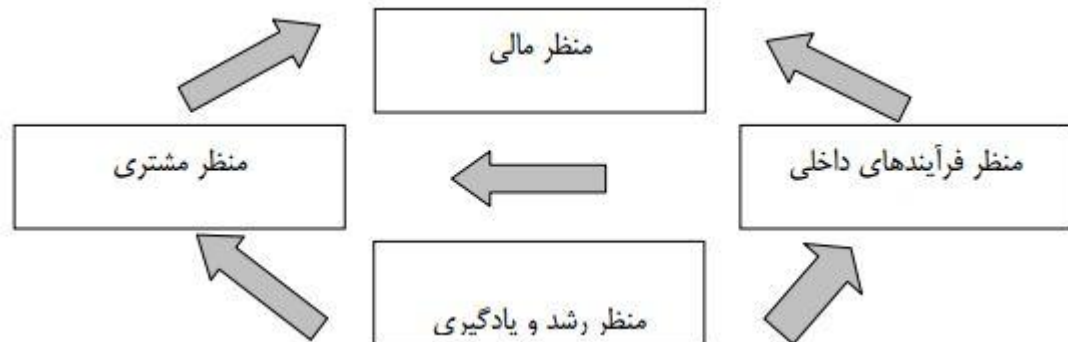 منظر مالی
منظر فرآیندهای داخلی
منظر مشتری
منظر رشد و یادگیری